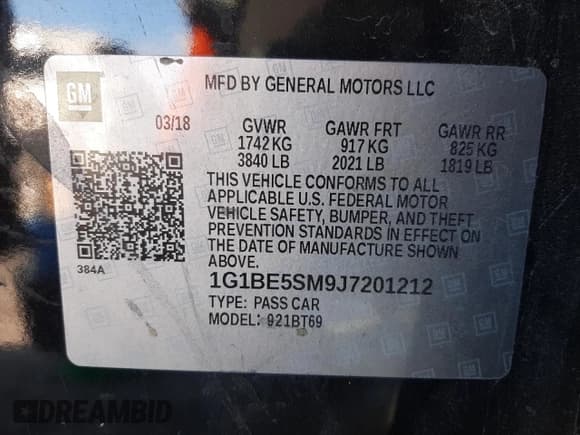 GM
MFD BY GENERAL MOTORS LLC
03/18 GVWR GAWR FRT GAWR RR
1742 KG 917 KG 825 KG
3840 LB 2021 LB 1819 LB
THIS VEHICLE CONFORMS TO ALL
APPLICABLE U.S. FEDERAL MOTOR
VEHICLE SAFETY, BUMPER, AND THEFT
PREVENTION STANDARDS IN EFFECT ON
THE DATE OF MANUFACTURE SHOWN
ABOVE.
384A
1G1BE5SM9J7201212
TYPE: PASS CAR
MODEL: 921BT69
DREAMBID